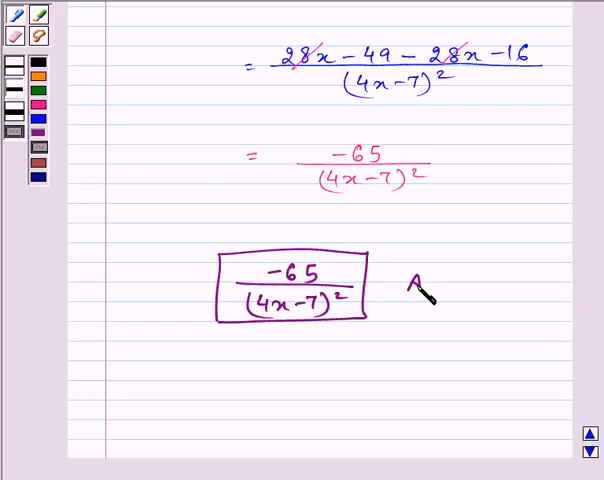 = 28x - 49 - 28x - 16
(4x-7)²
= -65
(4x-7)²
-65
(4x-7)²
A